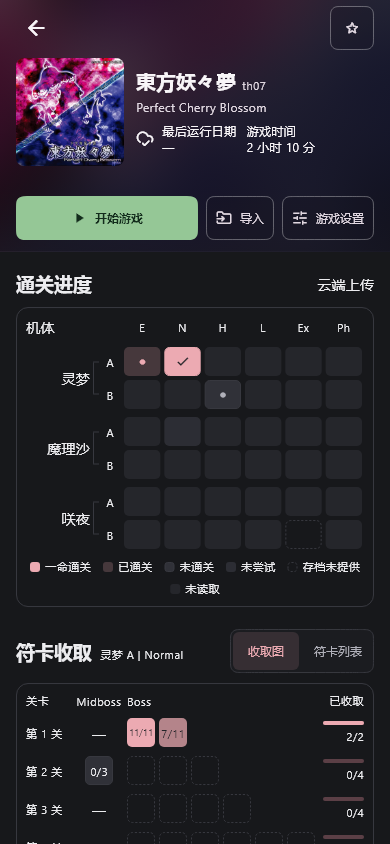 東方妖々夢
東方妖々夢 th07
Perfect Cherry Blossom
最后运行日期 游戏时间
— 2 小时 10 分
开始游戏 导入 游戏设置
通关进度 云端上传
机体 E N H L Ex Ph
灵梦 A
B
魔理沙 A
B
咲夜 A
B
一命通关 已通关 未通关 未尝试 存档未提供
未读取
符卡收取 灵梦 A | Normal 收取图 符卡列表
关卡 Midboss Boss 已收取
第 1 关 — 11/11 7/11 2/2
第 2 关 0/3 0/4
第 3 关 — 0/4